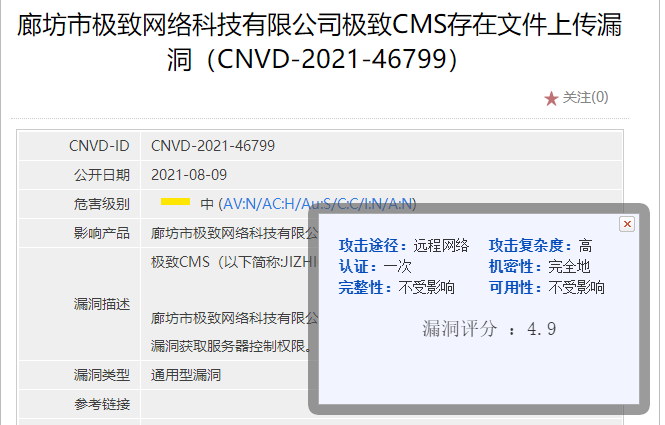 廊坊市极致网络科技有限公司极致CMS存在文件上传漏
洞（CNVD-2021-46799）
关注(0)
CNVD-ID CNVD-2021-46799
公开日期 2021-08-09
危害级别 中 (AV:N/AC:H/Au:S/C:C/I:N/A:N)
影响产品 廊坊市极致网络科技有限公
极致CMS（以下简称:JIZHI
漏洞描述
廊坊市极致网络科技有限公
漏洞获取服务器控制权限。
漏洞类型 通用型漏洞
参考链接
攻击途径：远程网络 攻击复杂度：高
认证：一次 机密性：完全地
完整性：不受影响 可用性：不受影响
漏洞评分 ：4.9